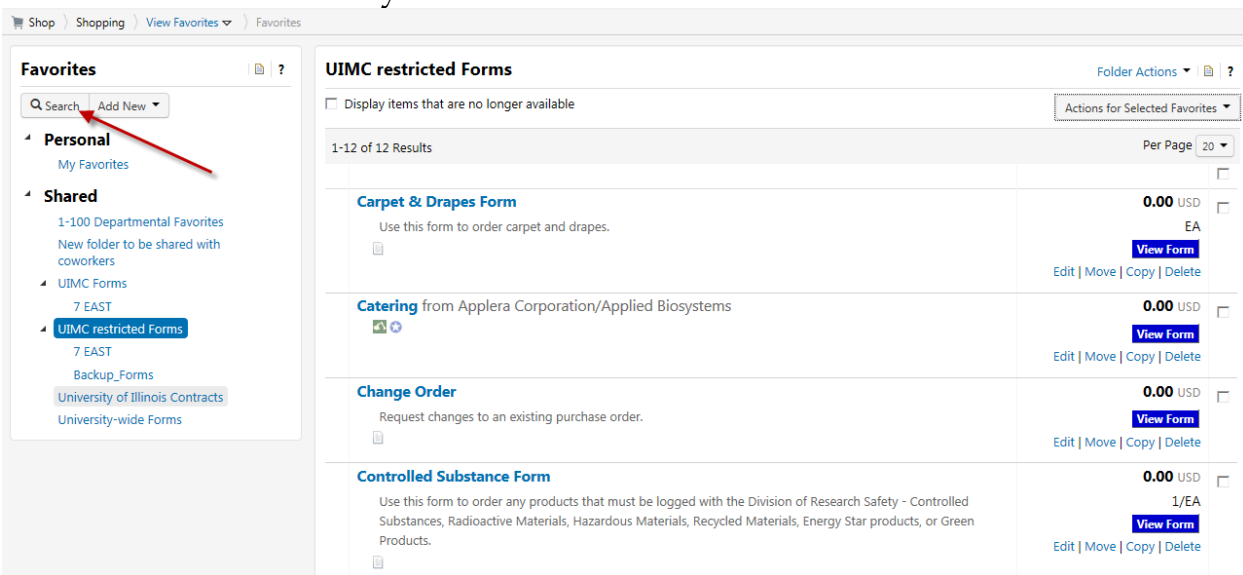 Shop Shopping View Favorites Favorites
Favorites ?
Search Add New
Personal
My Favorites
Shared
1-100 Departmental Favorites
New folder to be shared with
coworkers
UIMC Forms
7 EAST
UIMC restricted Forms
7 EAST
Backup_Forms
University of Illinois Contracts
University-wide Forms
UIMC restricted Forms
Folder Actions ?
Display items that are no longer available
Actions for Selected Favorites
1-12 of 12 Results
Per Page 20
Carpet & Drapes Form 0.00 USD
Use this form to order carpet and drapes. EA
View Form
Edit | Move | Copy | Delete
Catering from Applera Corporation/Applied Biosystems 0.00 USD
View Form
Edit | Move | Copy | Delete
Change Order 0.00 USD
Request changes to an existing purchase order.
View Form
Edit | Move | Copy | Delete
Controlled Substance Form 0.00 USD
Use this form to order any products that must be logged with the Division of Research Safety - Controlled 1/EA
Substances, Radioactive Materials, Hazardous Materials, Recycled Materials, Energy Star products, or Green
View Form
Products.
Edit | Move | Copy | Delete